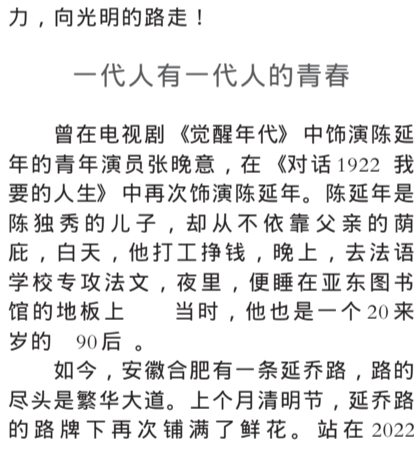 力，向光明的路走！
一代人有一代人的青春
曾在电视剧《觉醒年代》中饰演陈延
年的青年演员张晚意，在《对话1922 我
要的人生》中再次饰演陈延年。陈延年是
陈独秀的儿子，却从不依靠父亲的荫
庇，白天，他打工挣钱，晚上，去法语
学校专攻法文，夜里，便睡在亚东图书
馆的地板上 当时，他也是一个20来
岁的 90后 。
如今，安徽合肥有一条延乔路，路的
尽头是繁华大道。上个月清明节，延乔路
的路牌下再次铺满了鲜花。站在2022